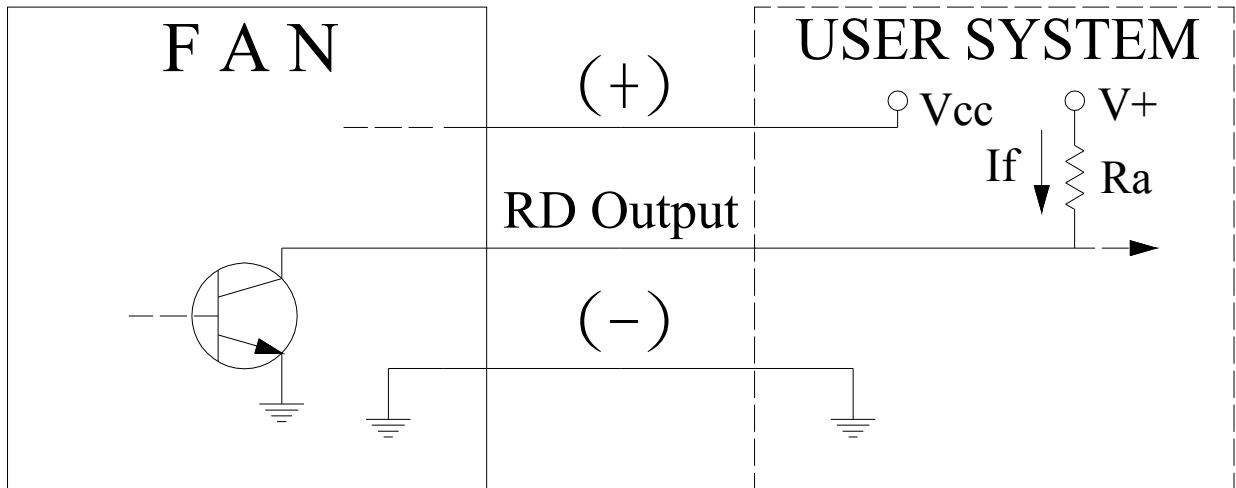 F A N
USER SYSTEM
(+)
Vcc
V+
If
Ra
RD Output
(-)